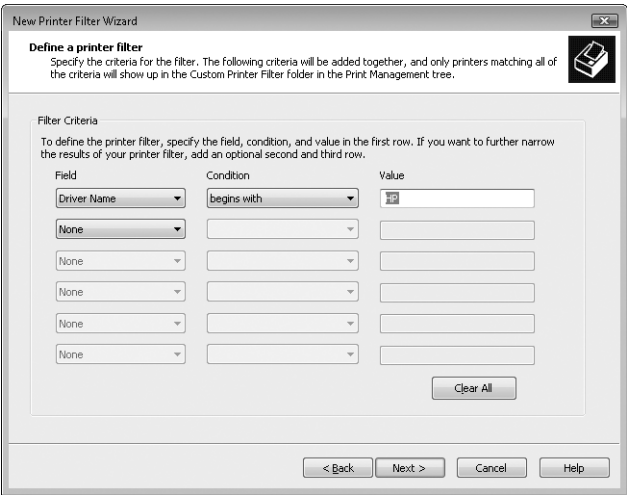 New Printer Filter Wizard
Define a printer filter
Specify the criteria for the filter. The following criteria will be added together, and only printers matching all of
the criteria will show up in the Custom Printer Filter folder in the Print Management tree.
Filter Criteria
To define the printer filter, specify the field, condition, and value in the first row. If you want to further narrow
the results of your printer filter, add an optional second and third row.
Field Condition Value
Driver Name begins with HP
None
None
None
None
None
Clear All
< Back Next > Cancel Help